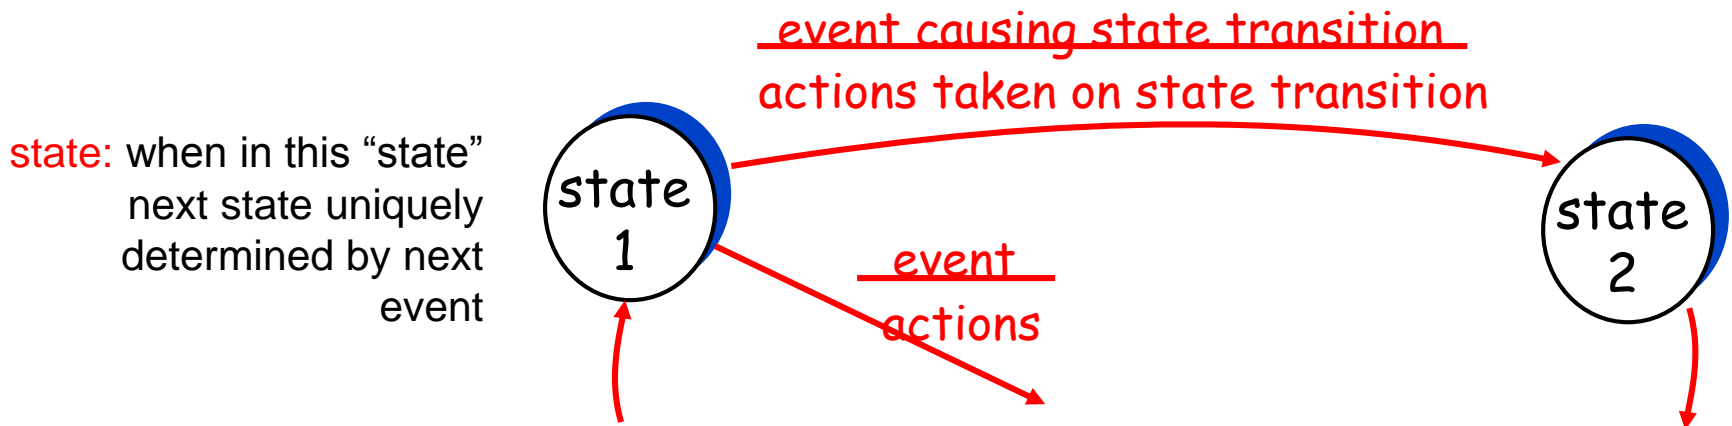 event causing state transition
actions taken on state transition
state: when in this “state”
next state uniquely
determined by next
event
state
1
event
actions
state
2